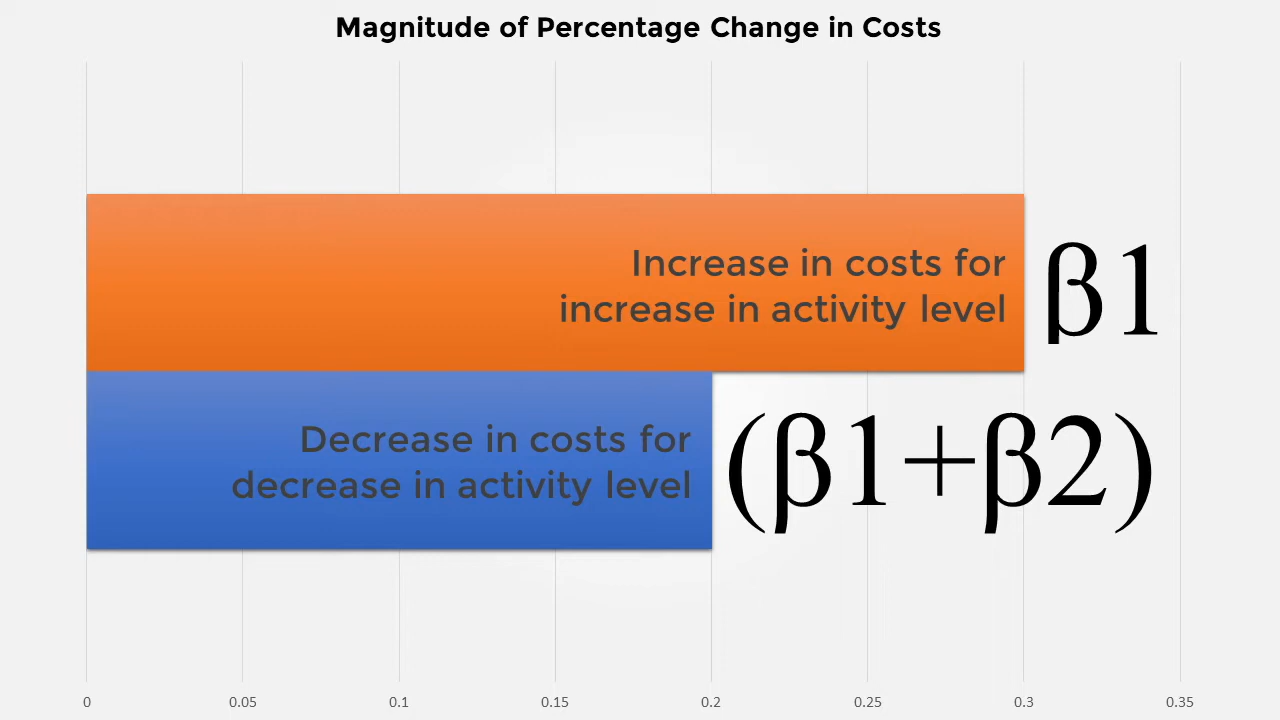 Magnitude of Percentage Change in Costs
Increase in costs for
increase in activity level
β1
Decrease in costs for
decrease in activity level
(β1+β2)
0 0.05 0.1 0.15 0.2 0.25 0.3 0.35